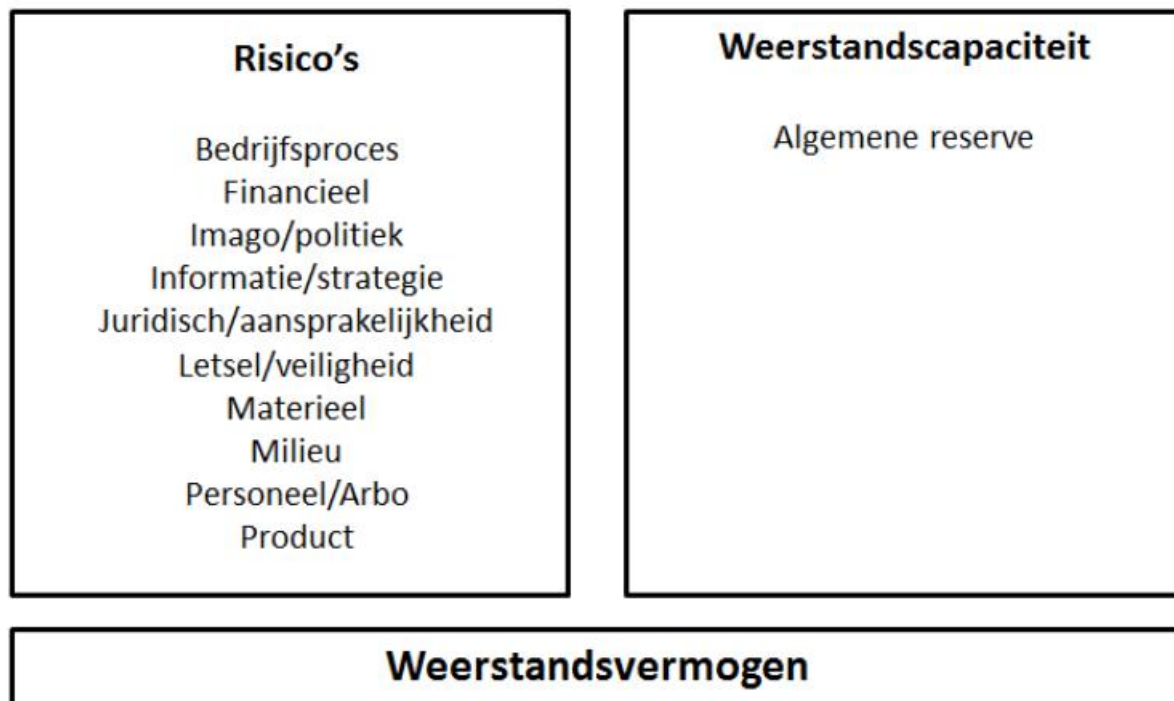 Risico’s
Bedrijfsproces
Financieel
Imago/politiek
Informatie/strategie
Juridisch/aansprakelijkheid
Letsel/veiligheid
Materieel
Milieu
Personeel/Arbo
Product
Weerstandscapaciteit
Algemene reserve
Weerstandsvermogen